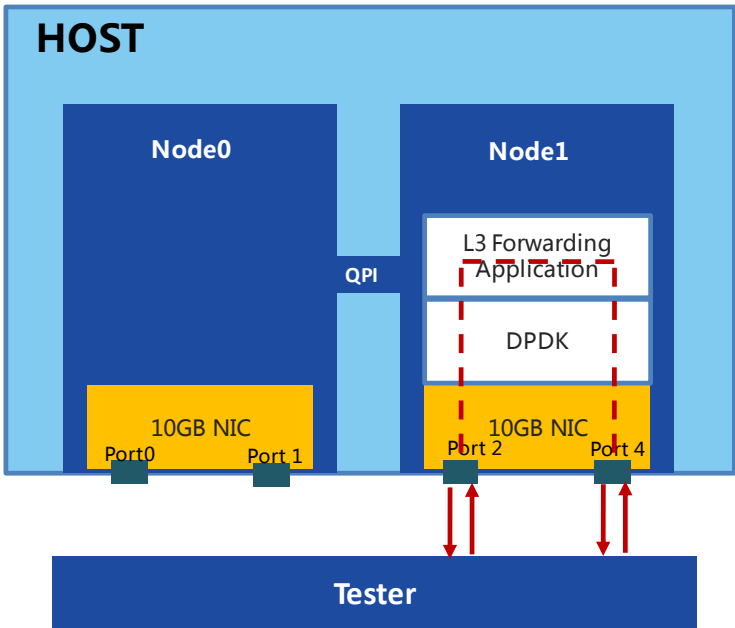 HOST
Node0
Node1
L3 Forwarding
Application
QPI
DPDK
10GB NIC
Port0
Port 1
10GB NIC
Port 2
Port 4
Tester